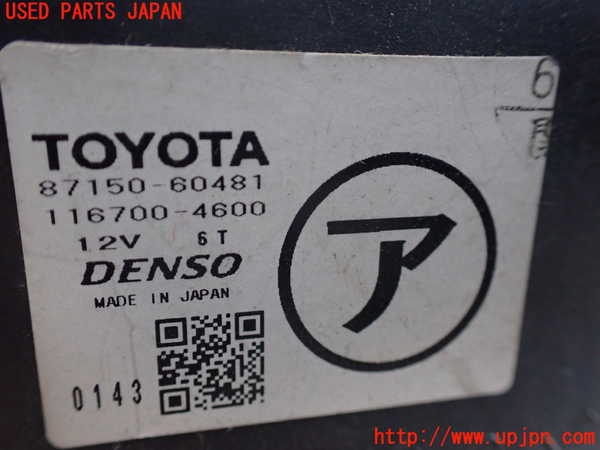 USED PARTS JAPAN
6
TOYOTA
87150-60481
116700-4600
12V 6T
DENSO
MADE IN JAPAN
0143
ア
http://www.upjpn.com/